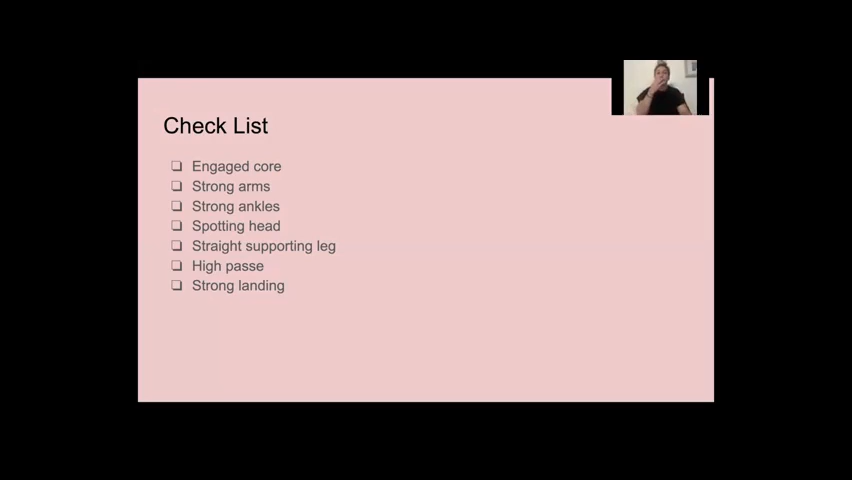 Check List
❏ Engaged core
❏ Strong arms
❏ Strong ankles
❏ Spotting head
❏ Straight supporting leg
❏ High passe
❏ Strong landing